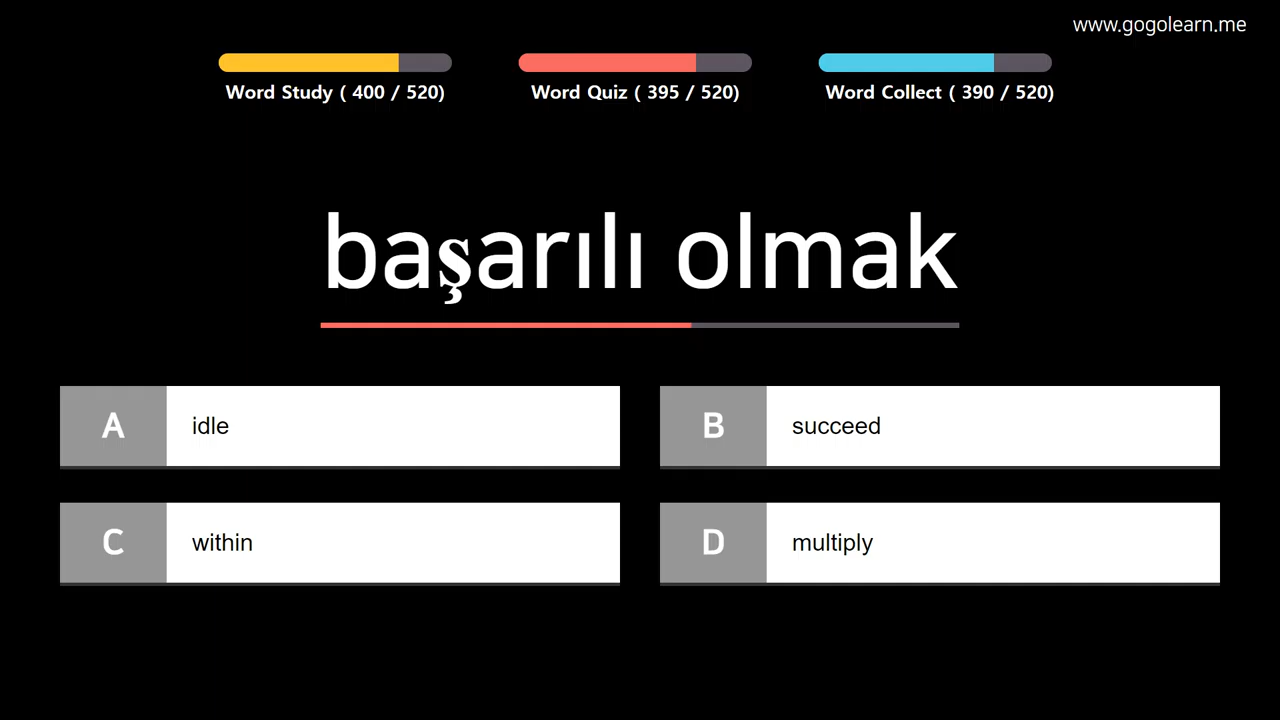 www.gogolearn.me
Word Study ( 400 / 520)
Word Quiz ( 395 / 520)
Word Collect ( 390 / 520)
başarılı olmak
A idle
B succeed
C within
D multiply